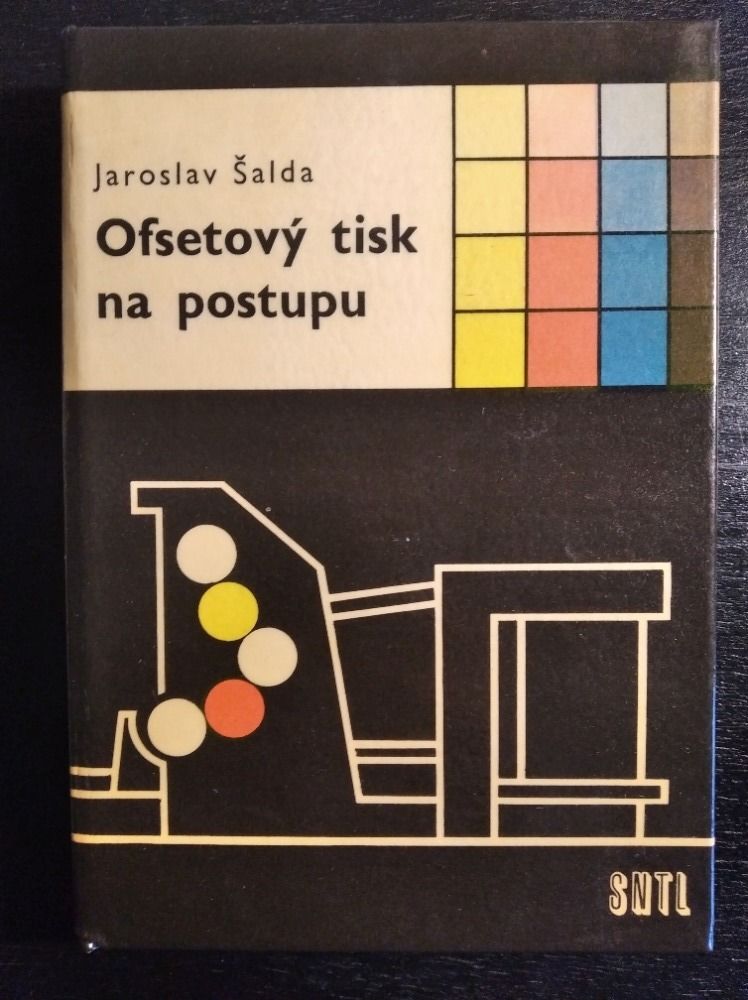 Jaroslav Šalda
Ofsetový tisk
na postupu
SNTL